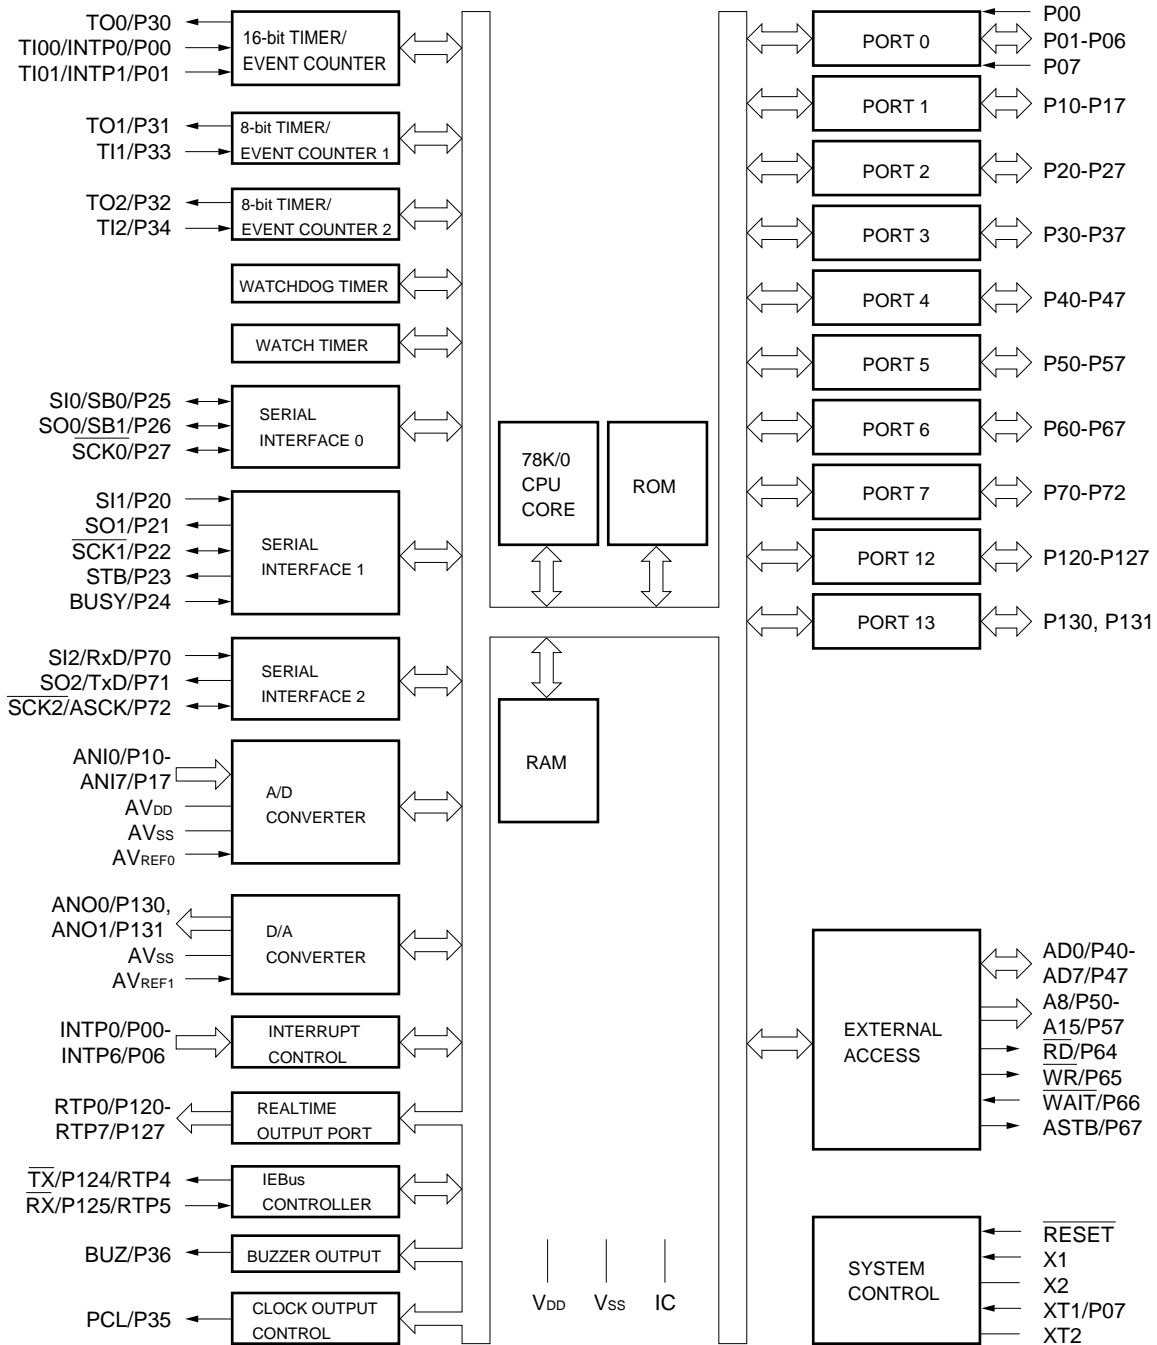 TO0/P30
TI00/INTP0/P00
TI01/INTP1/P01
16-bit TIMER/
EVENT COUNTER
TO1/P31
TI1/P33
8-bit TIMER/
EVENT COUNTER 1
TO2/P32
TI2/P34
8-bit TIMER/
EVENT COUNTER 2
WATCHDOG TIMER
WATCH TIMER
SI0/SB0/P25
SO0/SB1/P26
SCK0/P27
SERIAL
INTERFACE 0
SI1/P20
SO1/P21
SCK1/P22
STB/P23
BUSY/P24
SERIAL
INTERFACE 1
SI2/RxD/P70
SO2/TxD/P71
SCK2/ASCK/P72
SERIAL
INTERFACE 2
ANI0/P10-
ANI7/P17
AVDD
AVSS
AVREF0
A/D
CONVERTER
ANO0/P130,
ANO1/P131
AVSS
AVREF1
D/A
CONVERTER
INTP0/P00-
INTP6/P06
INTERRUPT
CONTROL
RTP0/P120-
RTP7/P127
REALTIME
OUTPUT PORT
TX/P124/RTP4
RX/P125/RTP5
IEBus
CONTROLLER
BUZ/P36
BUZZER OUTPUT
PCL/P35
CLOCK OUTPUT
CONTROL
78K/0
CPU
CORE
ROM
RAM
VDD
VSS
IC
PORT 0
P00
P01-P06
P07
PORT 1
P10-P17
PORT 2
P20-P27
PORT 3
P30-P37
PORT 4
P40-P47
PORT 5
P50-P57
PORT 6
P60-P67
PORT 7
P70-P72
PORT 12
P120-P127
PORT 13
P130, P131
EXTERNAL
ACCESS
AD0/P40-
AD7/P47
A8/P50-
A15/P57
RD/P64
WR/P65
WAIT/P66
ASTB/P67
SYSTEM
CONTROL
RESET
X1
X2
XT1/P07
XT2